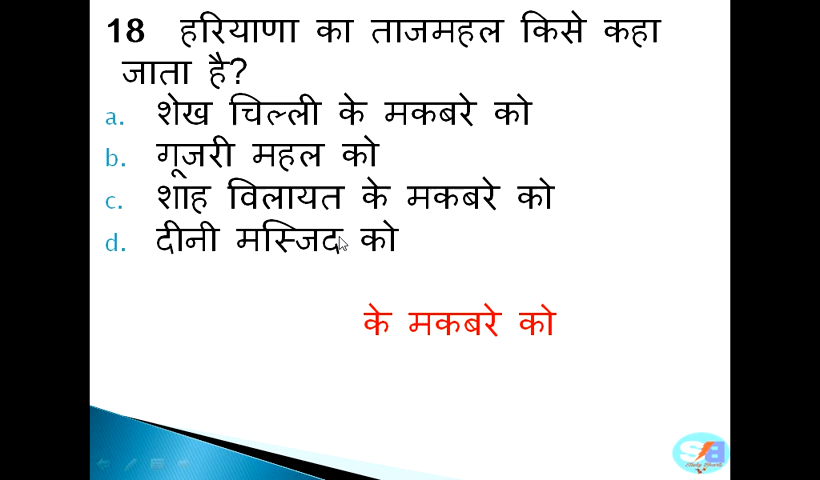 18 हरियाणा का ताजमहल किसे कहा
जाता है?
a. शेख चिल्ली के मकबरे को
b. गूजरी महल को
c. शाह विलायत के मकबरे को
d. दीनी मस्जिद को
के मकबरे को